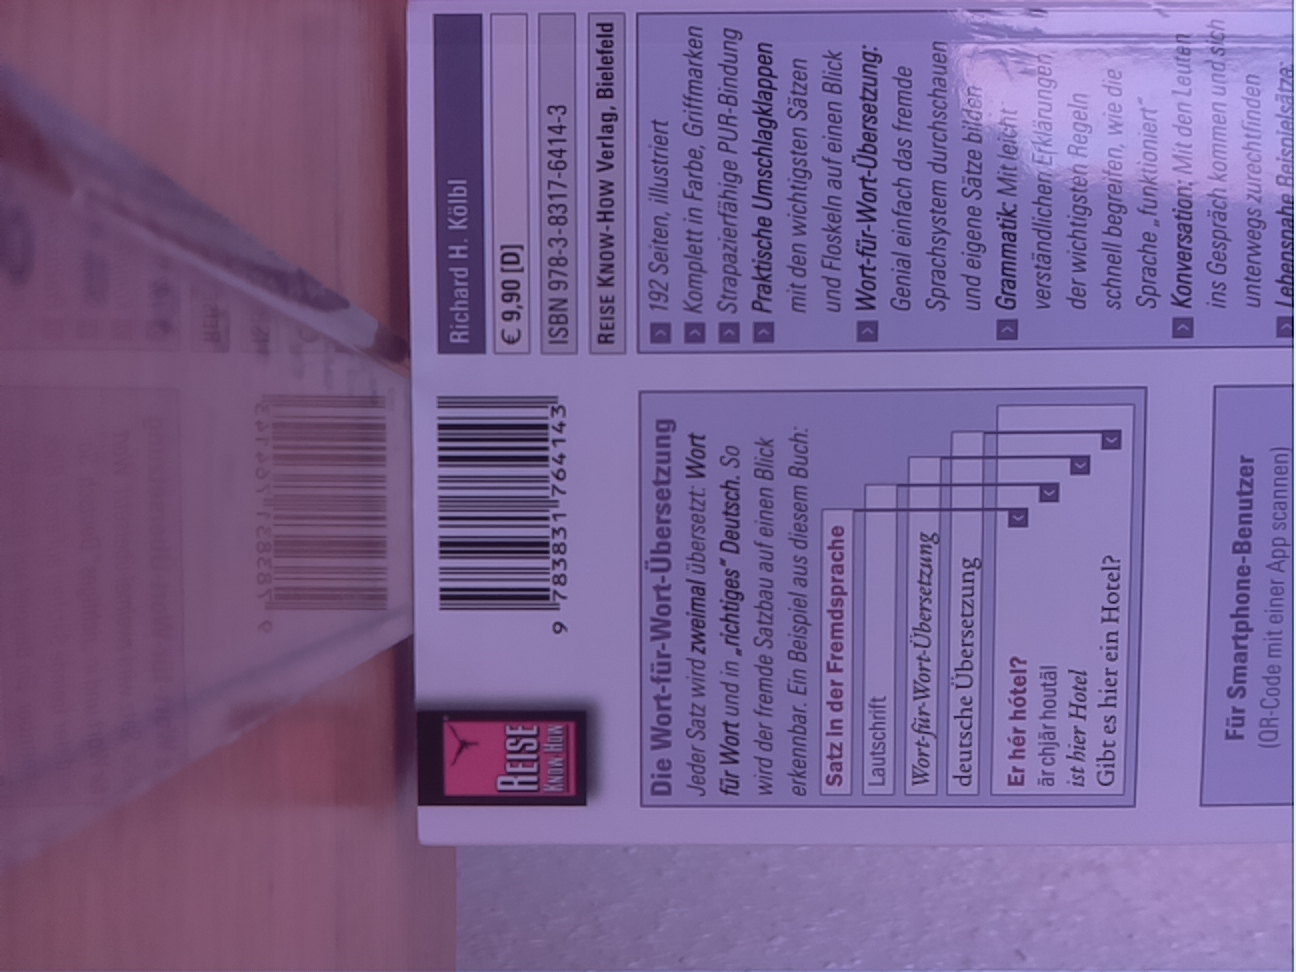 Richard H. Kölbl
€ 9,90 [D]
ISBN 978-3-8317-6414-3
REISE KNOW-HOW Verlag, Bielefeld
192 Seiten, illustriert
Komplett in Farbe, Griffmarken
Strapazierfähige PUR-Bindung
Praktische Umschlagklappen
mit den wichtigsten Sätzen
und Floskeln auf einen Blick
Wort-für-Wort-Übersetzung:
Genial einfach das fremde
Sprachsystem durchschauen
und eigene Sätze bilden
Grammatik: Mit leicht
verständlichen Erklärungen
der wichtigsten Regeln
schnell begreifen, wie die
Sprache „funktioniert“
Konversation: Mit den Leuten
ins Gespräch kommen und sich
unterwegs zurechtfinden
Lebensnahe Beispielsätze:
9 783831 764143
REISE
KNOW-HOW
Die Wort-für-Wort-Übersetzung
Jeder Satz wird zweimal übersetzt: Wort
für Wort und in „richtiges“ Deutsch. So
wird der fremde Satzbau auf einen Blick
erkennbar. Ein Beispiel aus diesem Buch:
Satz in der Fremdsprache
Lautschrift
Wort-für-Wort-Übersetzung
deutsche Übersetzung
Er hér hótel?
är chjär houtäl
ist hier Hotel
Gibt es hier ein Hotel?
Für Smartphone-Benutzer
(QR-Code mit einer App scannen)